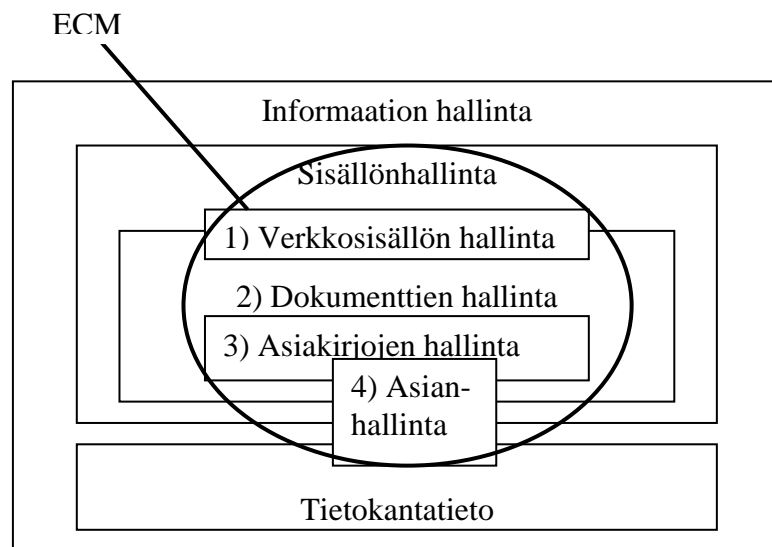 ECM
Informaation hallinta
Sisällönhallinta
1) Verkkosisällön hallinta
2) Dokumenttien hallinta
3) Asiakirjojen hallinta
4) Asian-
hallinta
Tietokantatieto